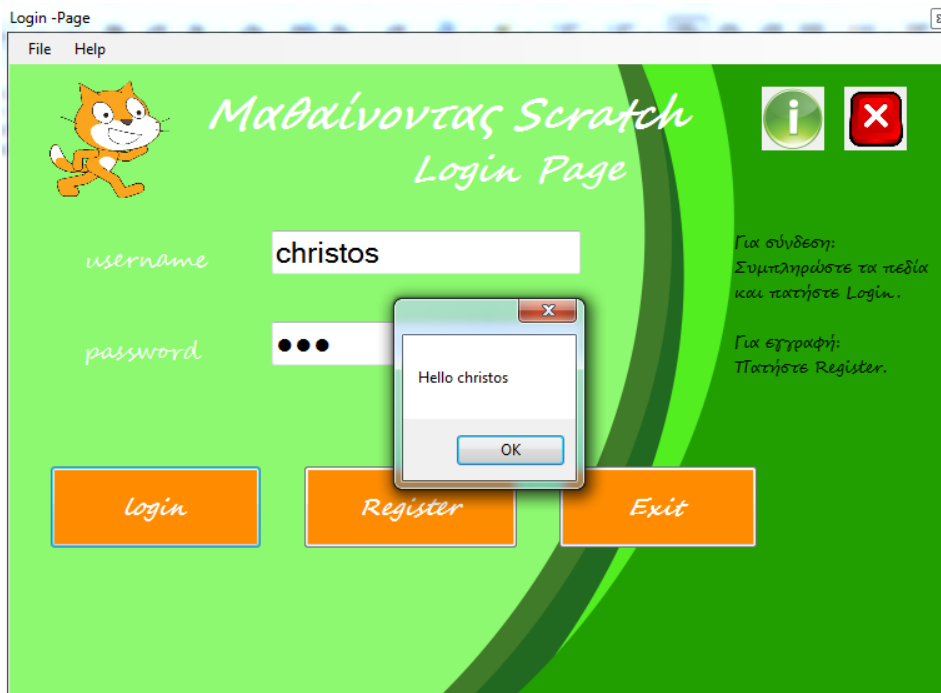 Login -Page
File Help
Μαθαίνοντας Scratch
Login Page
username
christos
password
●●●
Για σύνδεση:
Συμπληρώστε τα πεδία
και πατήστε Login.
Για εγγραφή:
Πατήστε Register.
Hello christos
OK
login
Register
Exit